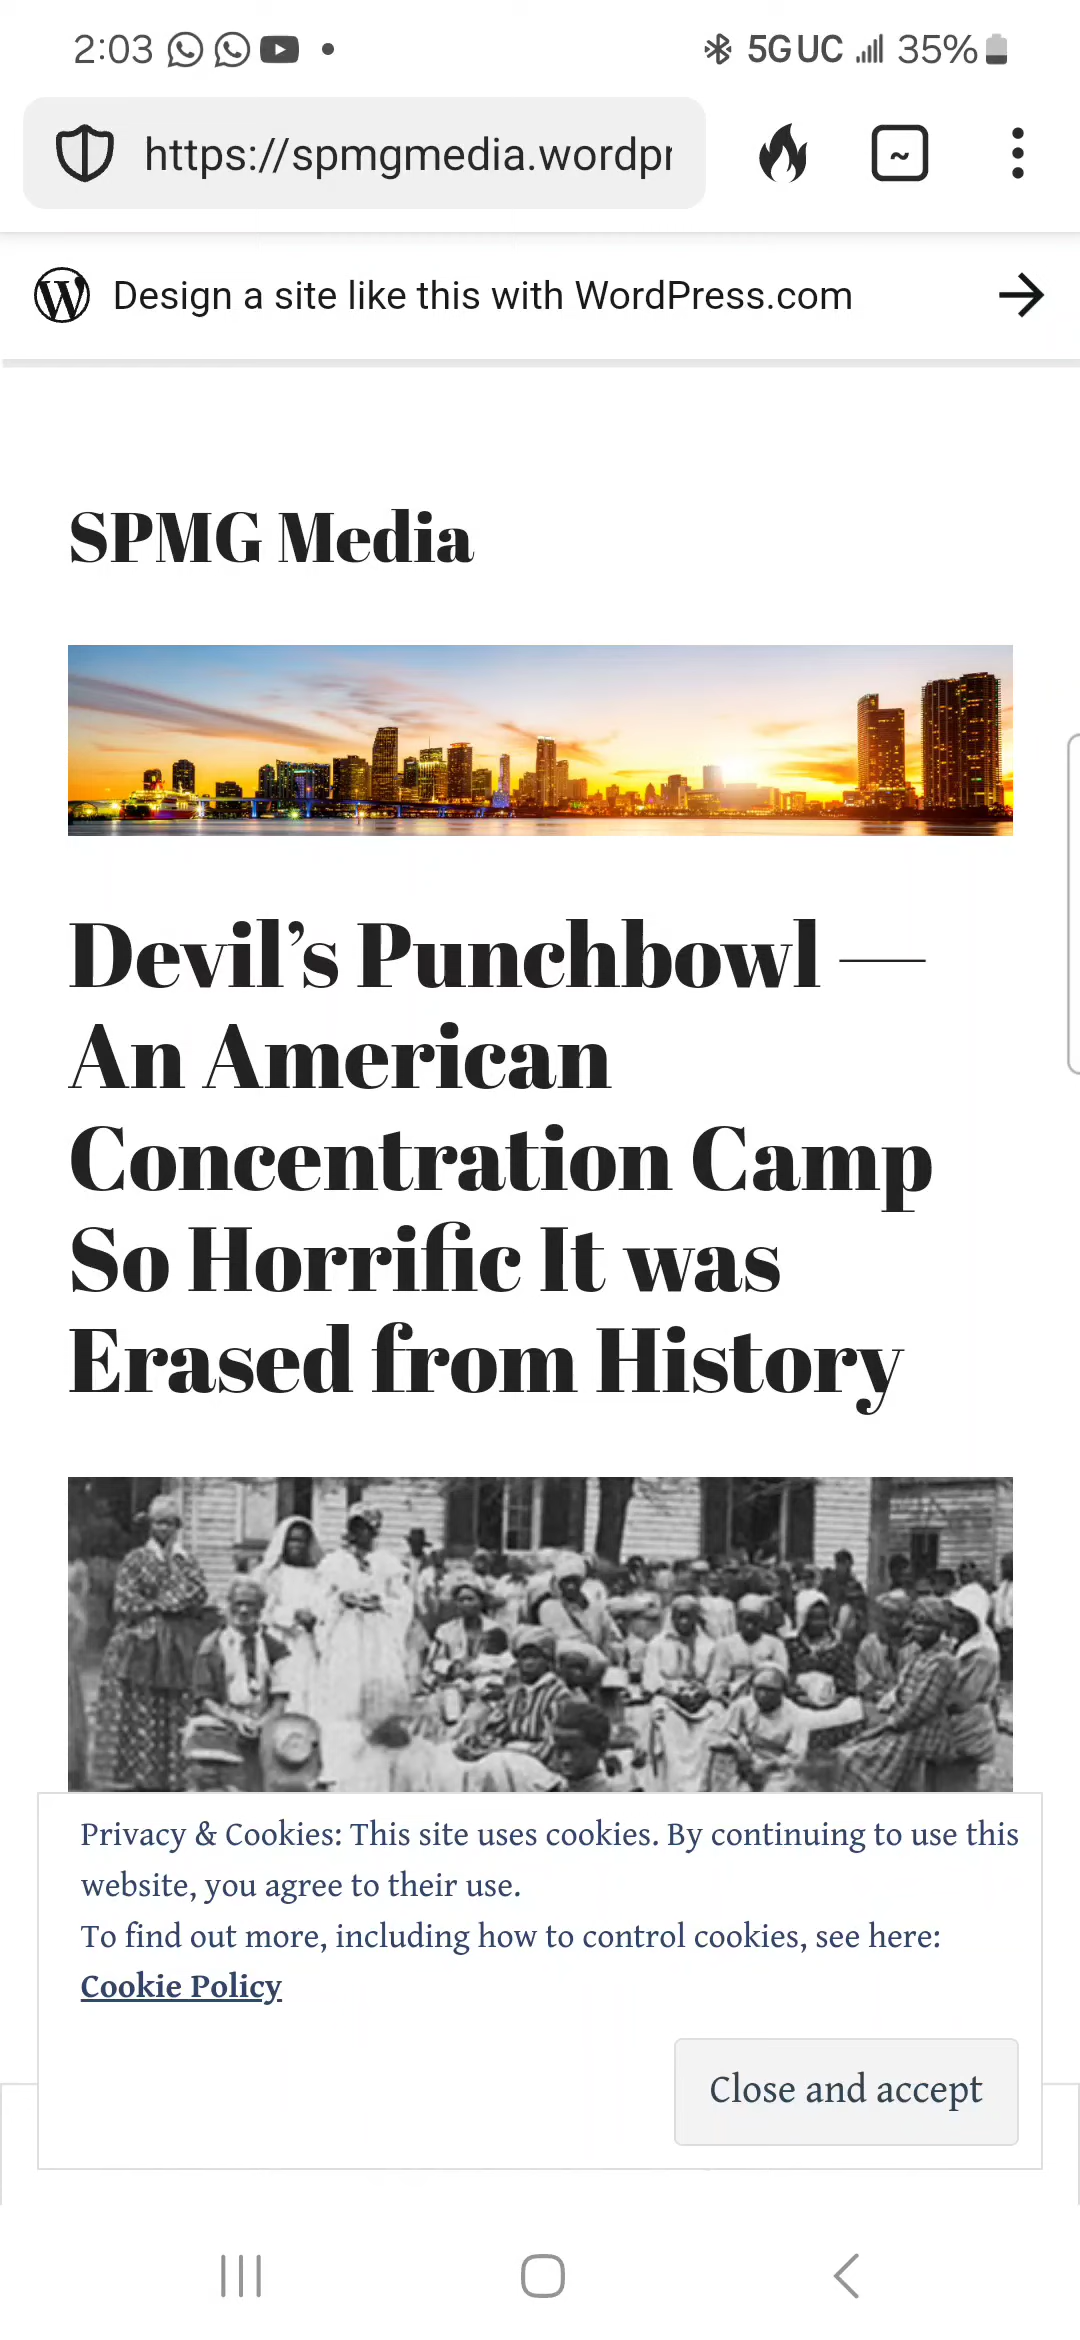 2:03 35%
5G UC
https://spmgmedia.wordpr
Design a site like this with WordPress.com
SPMG Media
Devil’s Punchbowl —
An American
Concentration Camp
So Horrific It was
Erased from History
Privacy & Cookies: This site uses cookies. By continuing to use this
website, you agree to their use.
To find out more, including how to control cookies, see here:
Cookie Policy
Close and accept